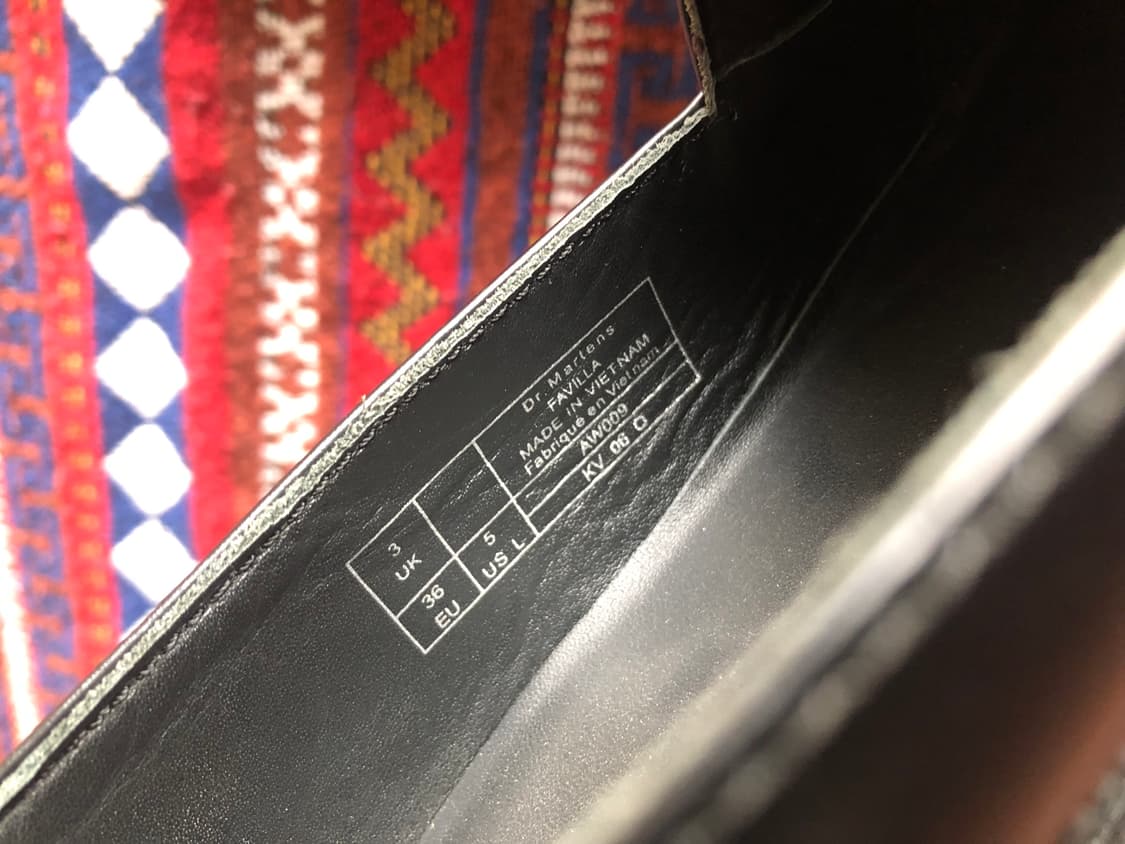 Dr. Martens
FAVILLA
MADE IN VIETNAM
Fabriqué en Vietnam
AW009
KV 06 O
3
UK
36
EU
5
US L